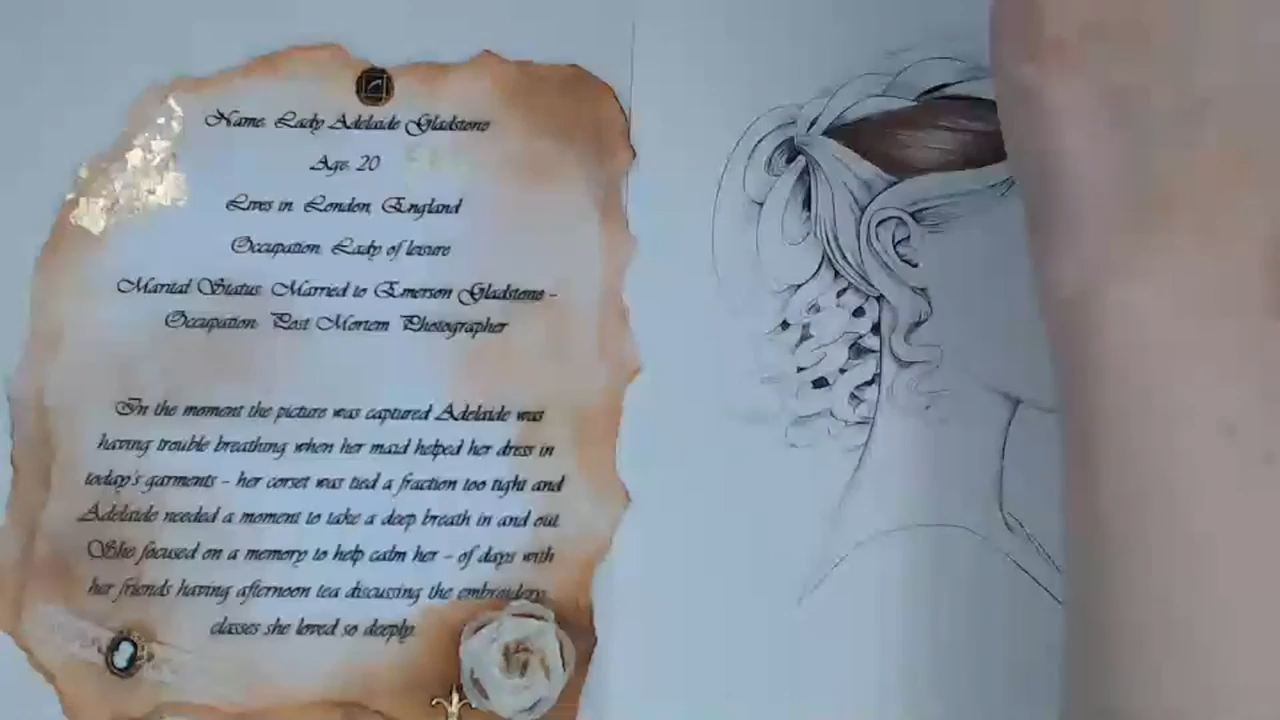 Name: Lady Adelaide Gladstone
Age: 20
Lives in: London, England
Occupation: Lady of leisure
Marital Status: Married to Emerson Gladstone -
Occupation: Post Mortem Photographer
In the moment the picture was captured Adelaide was
having trouble breathing when her maid helped her dress in
today's garments - her corset was tied a fraction too tight and
Adelaide needed a moment to take a deep breath in and out.
She focused on a memory to help calm her - of days with
her friends having afternoon tea discussing the embroidery
classes she loved so deeply.